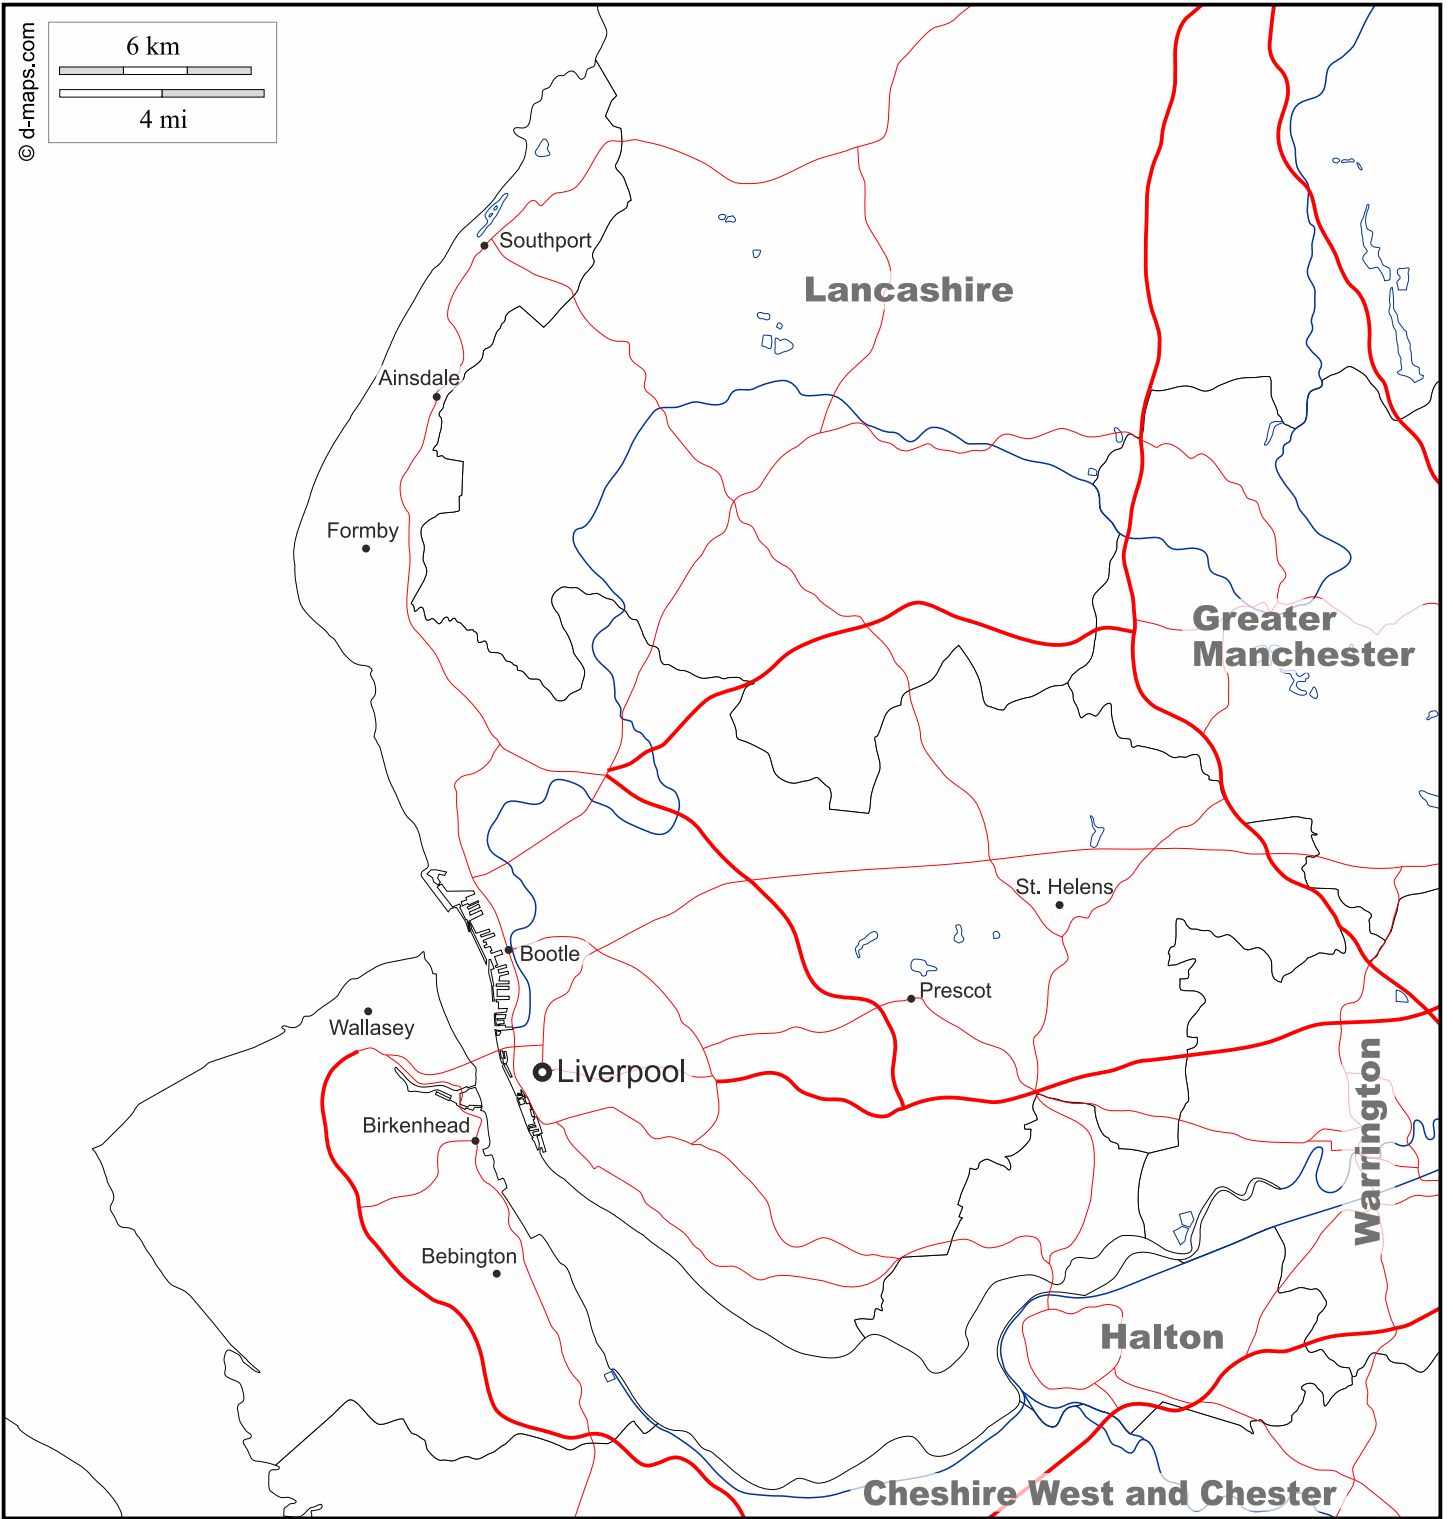 © d-maps.com
6 km
4 mi
Southport
Lancashire
Ainsdale
Formby
Greater
Manchester
St. Helens
Bootle
Prescot
Wallasey
Liverpool
Birkenhead
Warrington
Bebington
Halton
Cheshire West and Chester